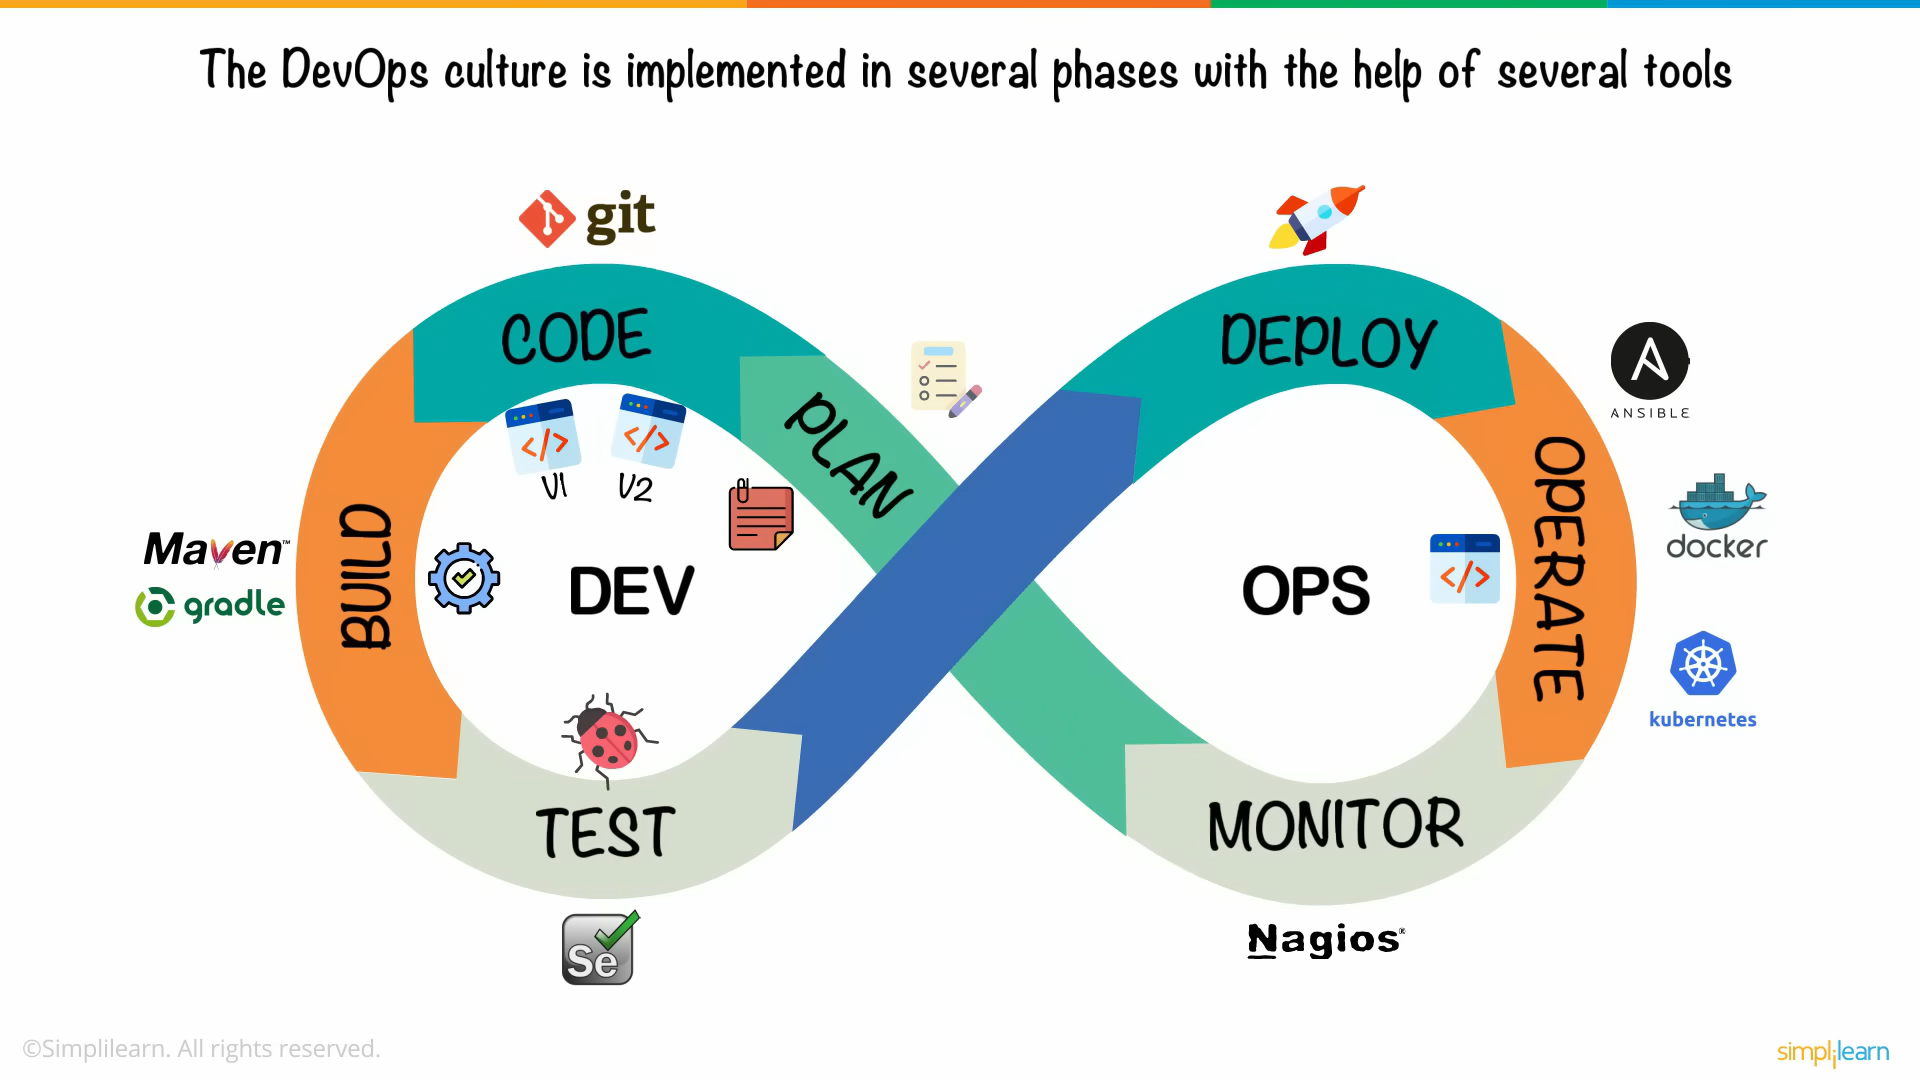 The DevOps culture is implemented in several phases with the help of several tools
git
CODE
DEPLOY
PLAN
ANSIBLE
</>
</>
V1
V2
BUILD
OPERATE
Maven™
gradle
DEV
OPS
</>
docker
kubernetes
TEST
MONITOR
Se
Nagios®
©Simplilearn. All rights reserved.
simplilearn